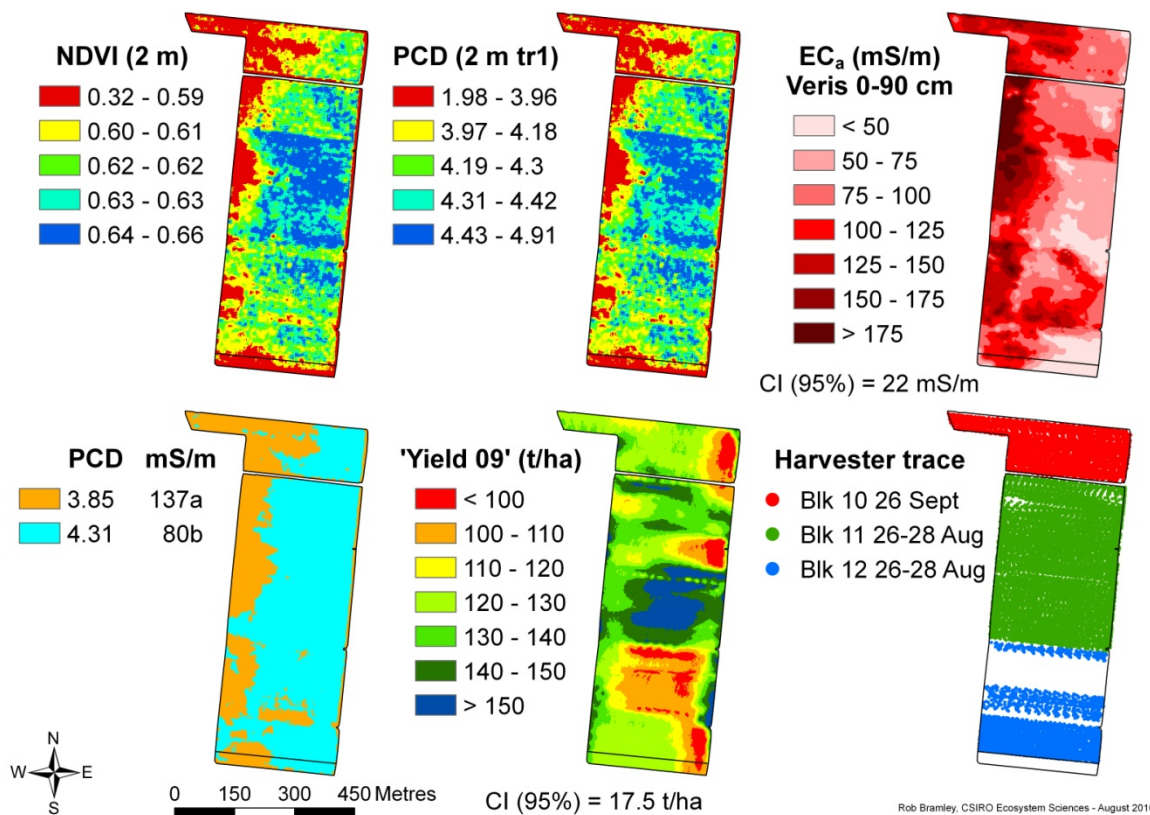 NDVI (2 m)
0.32 - 0.59
0.60 - 0.61
0.62 - 0.62
0.63 - 0.63
0.64 - 0.66
PCD (2 m tr1)
1.98 - 3.96
3.97 - 4.18
4.19 - 4.3
4.31 - 4.42
4.43 - 4.91
ECa (mS/m)
Veris 0-90 cm
< 50
50 - 75
75 - 100
100 - 125
125 - 150
150 - 175
> 175
CI (95%) = 22 mS/m
PCD mS/m
3.85 137a
4.31 80b
'Yield 09' (t/ha)
< 100
100 - 110
110 - 120
120 - 130
130 - 140
140 - 150
> 150
CI (95%) = 17.5 t/ha
Harvester trace
Blk 10 26 Sept
Blk 11 26-28 Aug
Blk 12 26-28 Aug
N
W E
S
0 150 300 450 Metres
Rob Bramley, CSIRO Ecosystem Sciences - August 201